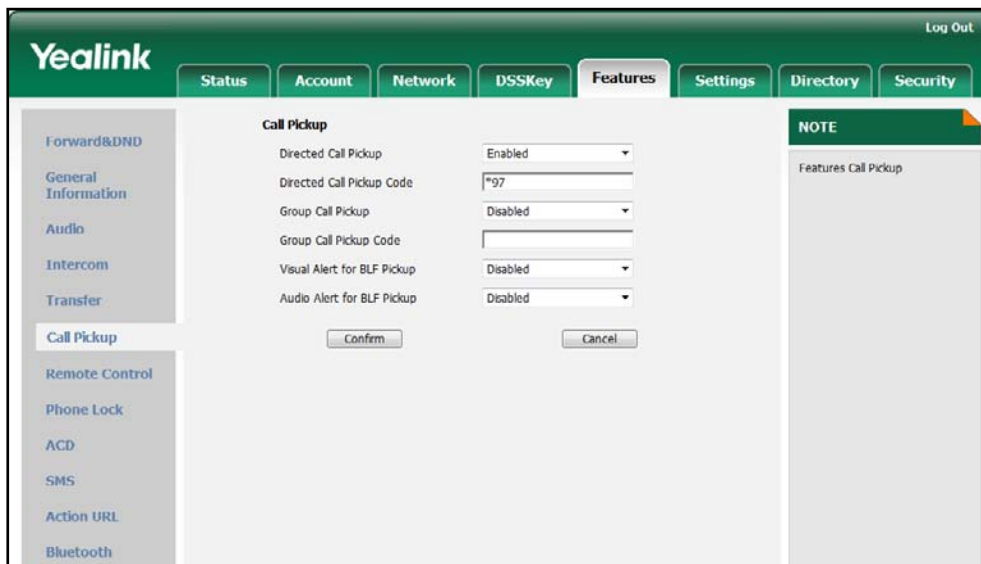 Log Out
Yealink
Status Account Network DSSKey Features Settings Directory Security
Forward&DND
General
Information
Audio
Intercom
Transfer
Call Pickup
Remote Control
Phone Lock
ACD
SMS
Action URL
Bluetooth
Call Pickup
Directed Call Pickup Enabled
Directed Call Pickup Code *97
Group Call Pickup Disabled
Group Call Pickup Code
Visual Alert for BLF Pickup Disabled
Audio Alert for BLF Pickup Disabled
Confirm Cancel
NOTE
Features Call Pickup